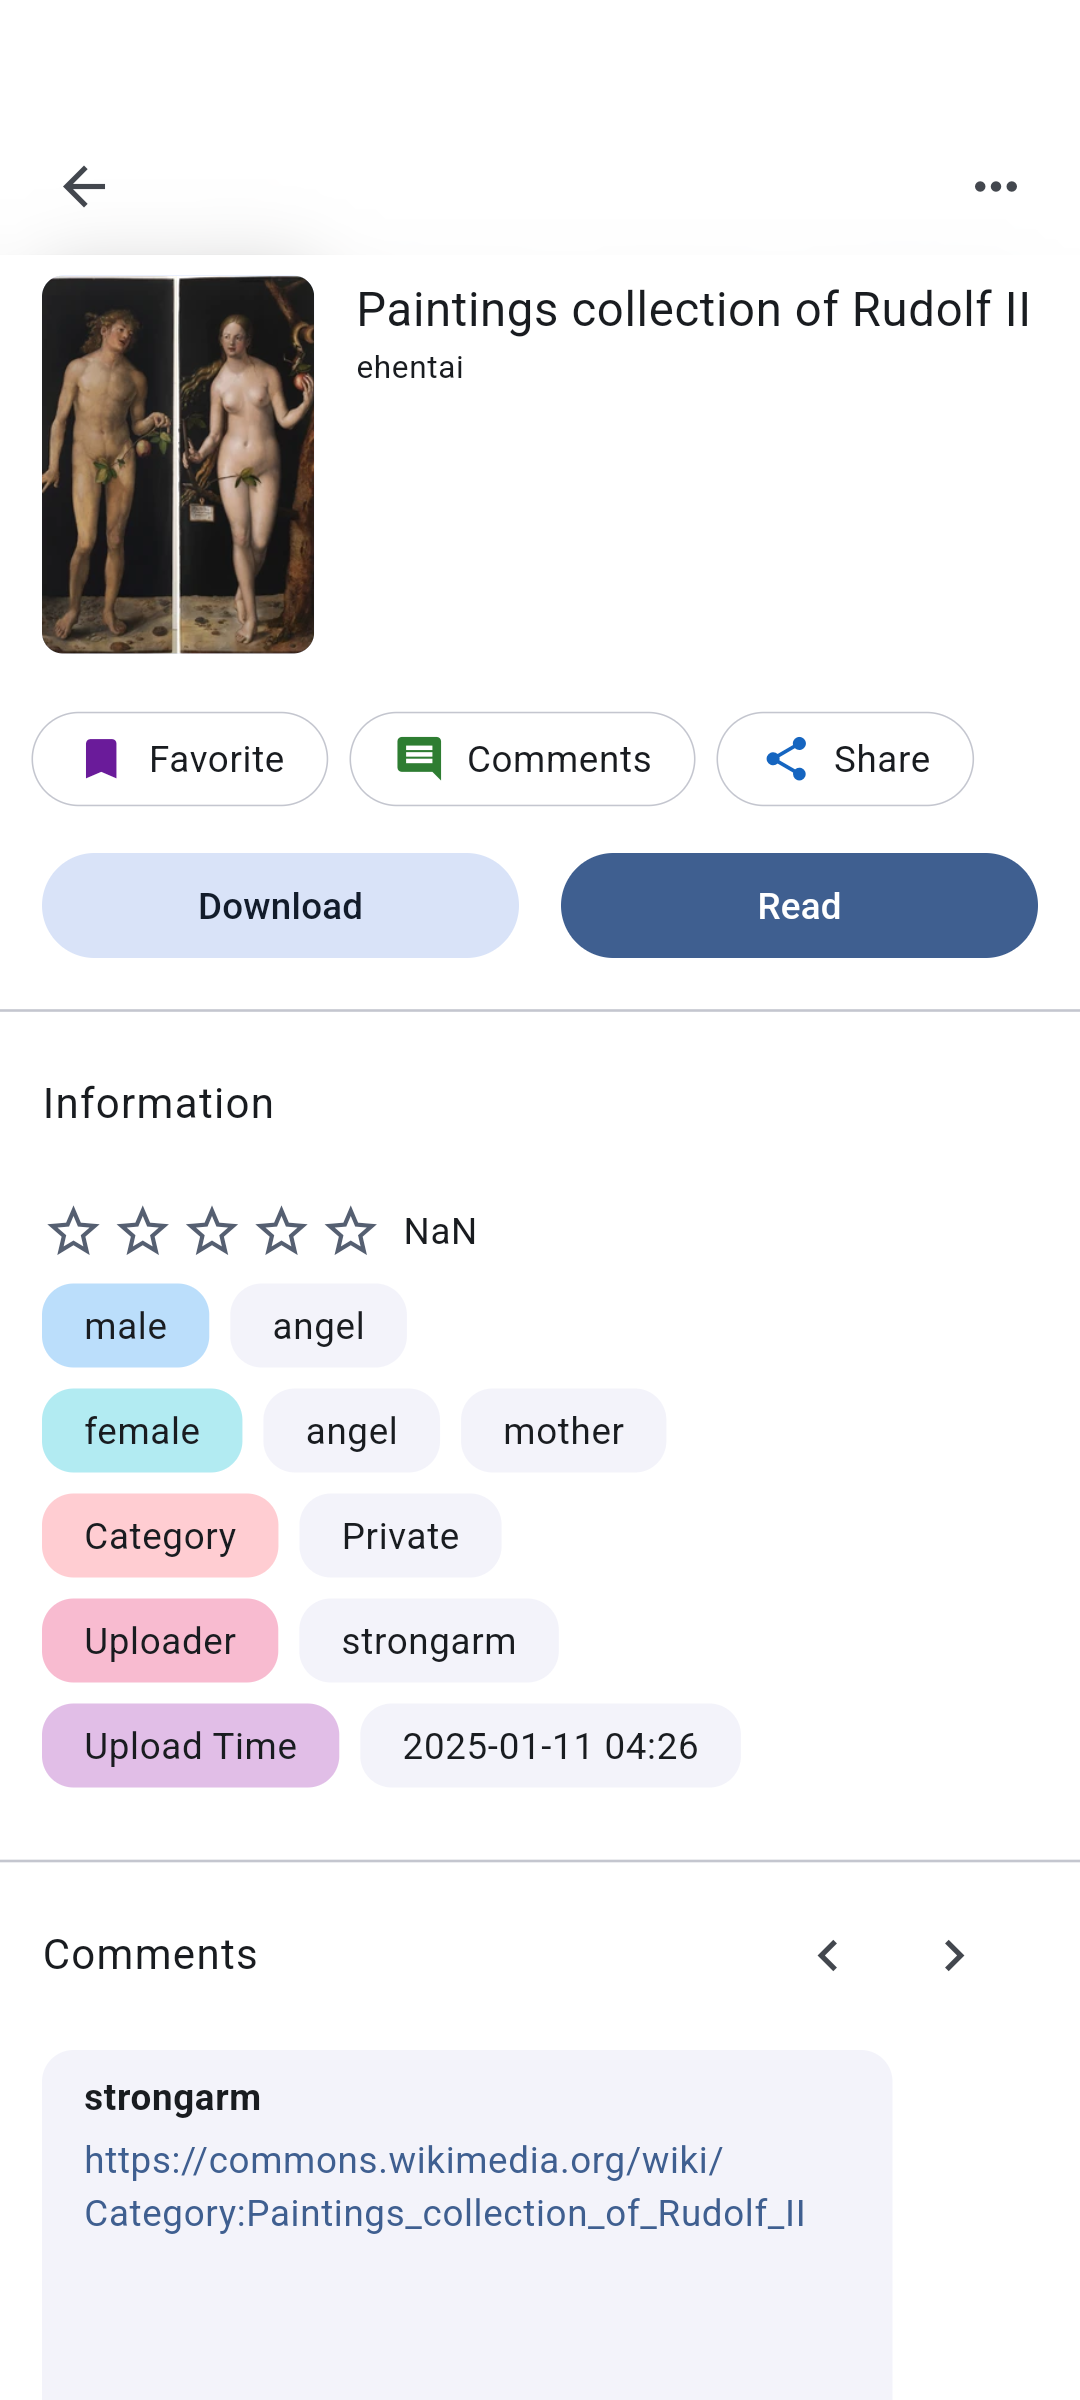 Paintings collection of Rudolf II
ehentai
Favorite
Comments
Share
Download
Read
Information
NaN
male
angel
female
angel
mother
Category
Private
Uploader
strongarm
Upload Time
2025-01-11 04:26
Comments
strongarm
https://commons.wikimedia.org/wiki/
Category:Paintings_collection_of_Rudolf_II